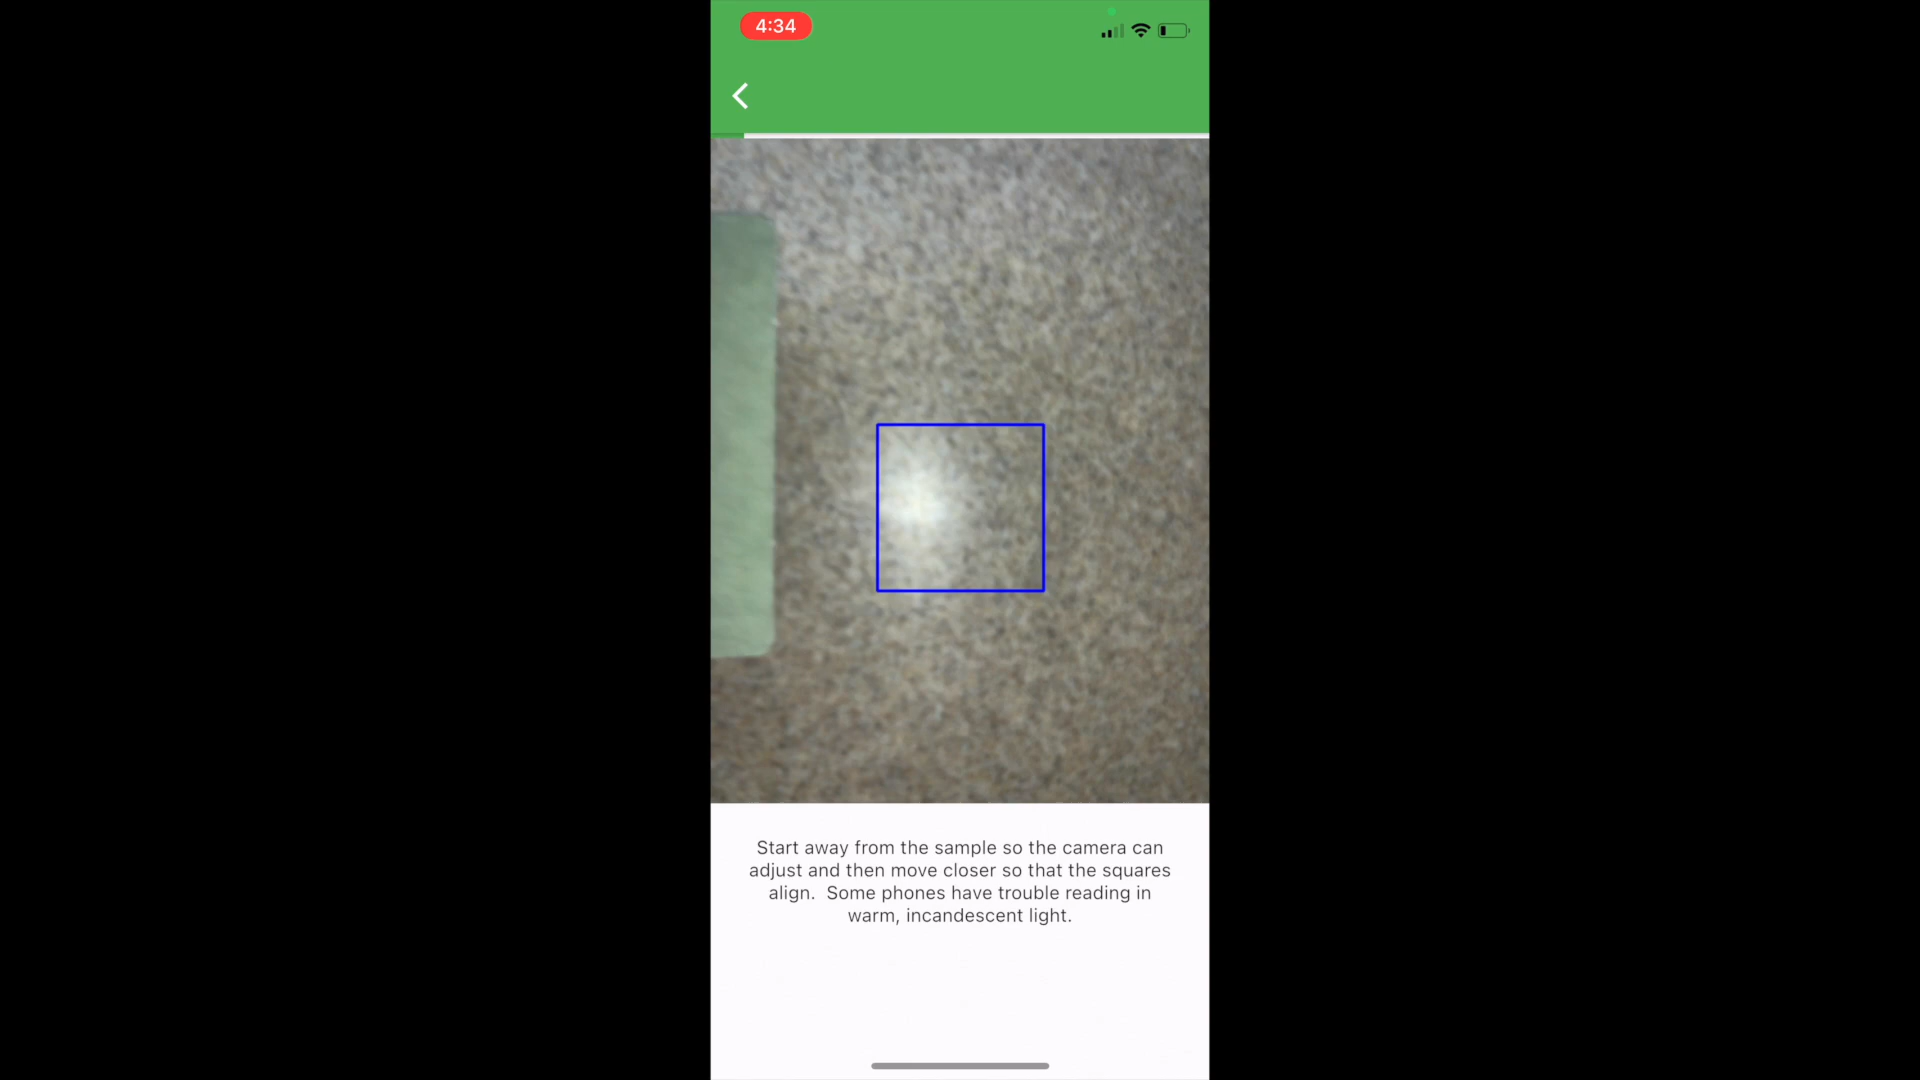 4:34
Start away from the sample so the camera can
adjust and then move closer so that the squares
align.  Some phones have trouble reading in
warm, incandescent light.